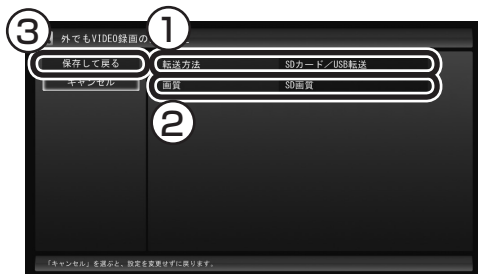 ③
①
外でもVIDEO録画の
保存して戻る
転送方法 SDカード/USB転送
キャンセル
画質 SD画質
②
「キャンセル」を選ぶと、設定を変更せずに戻ります。